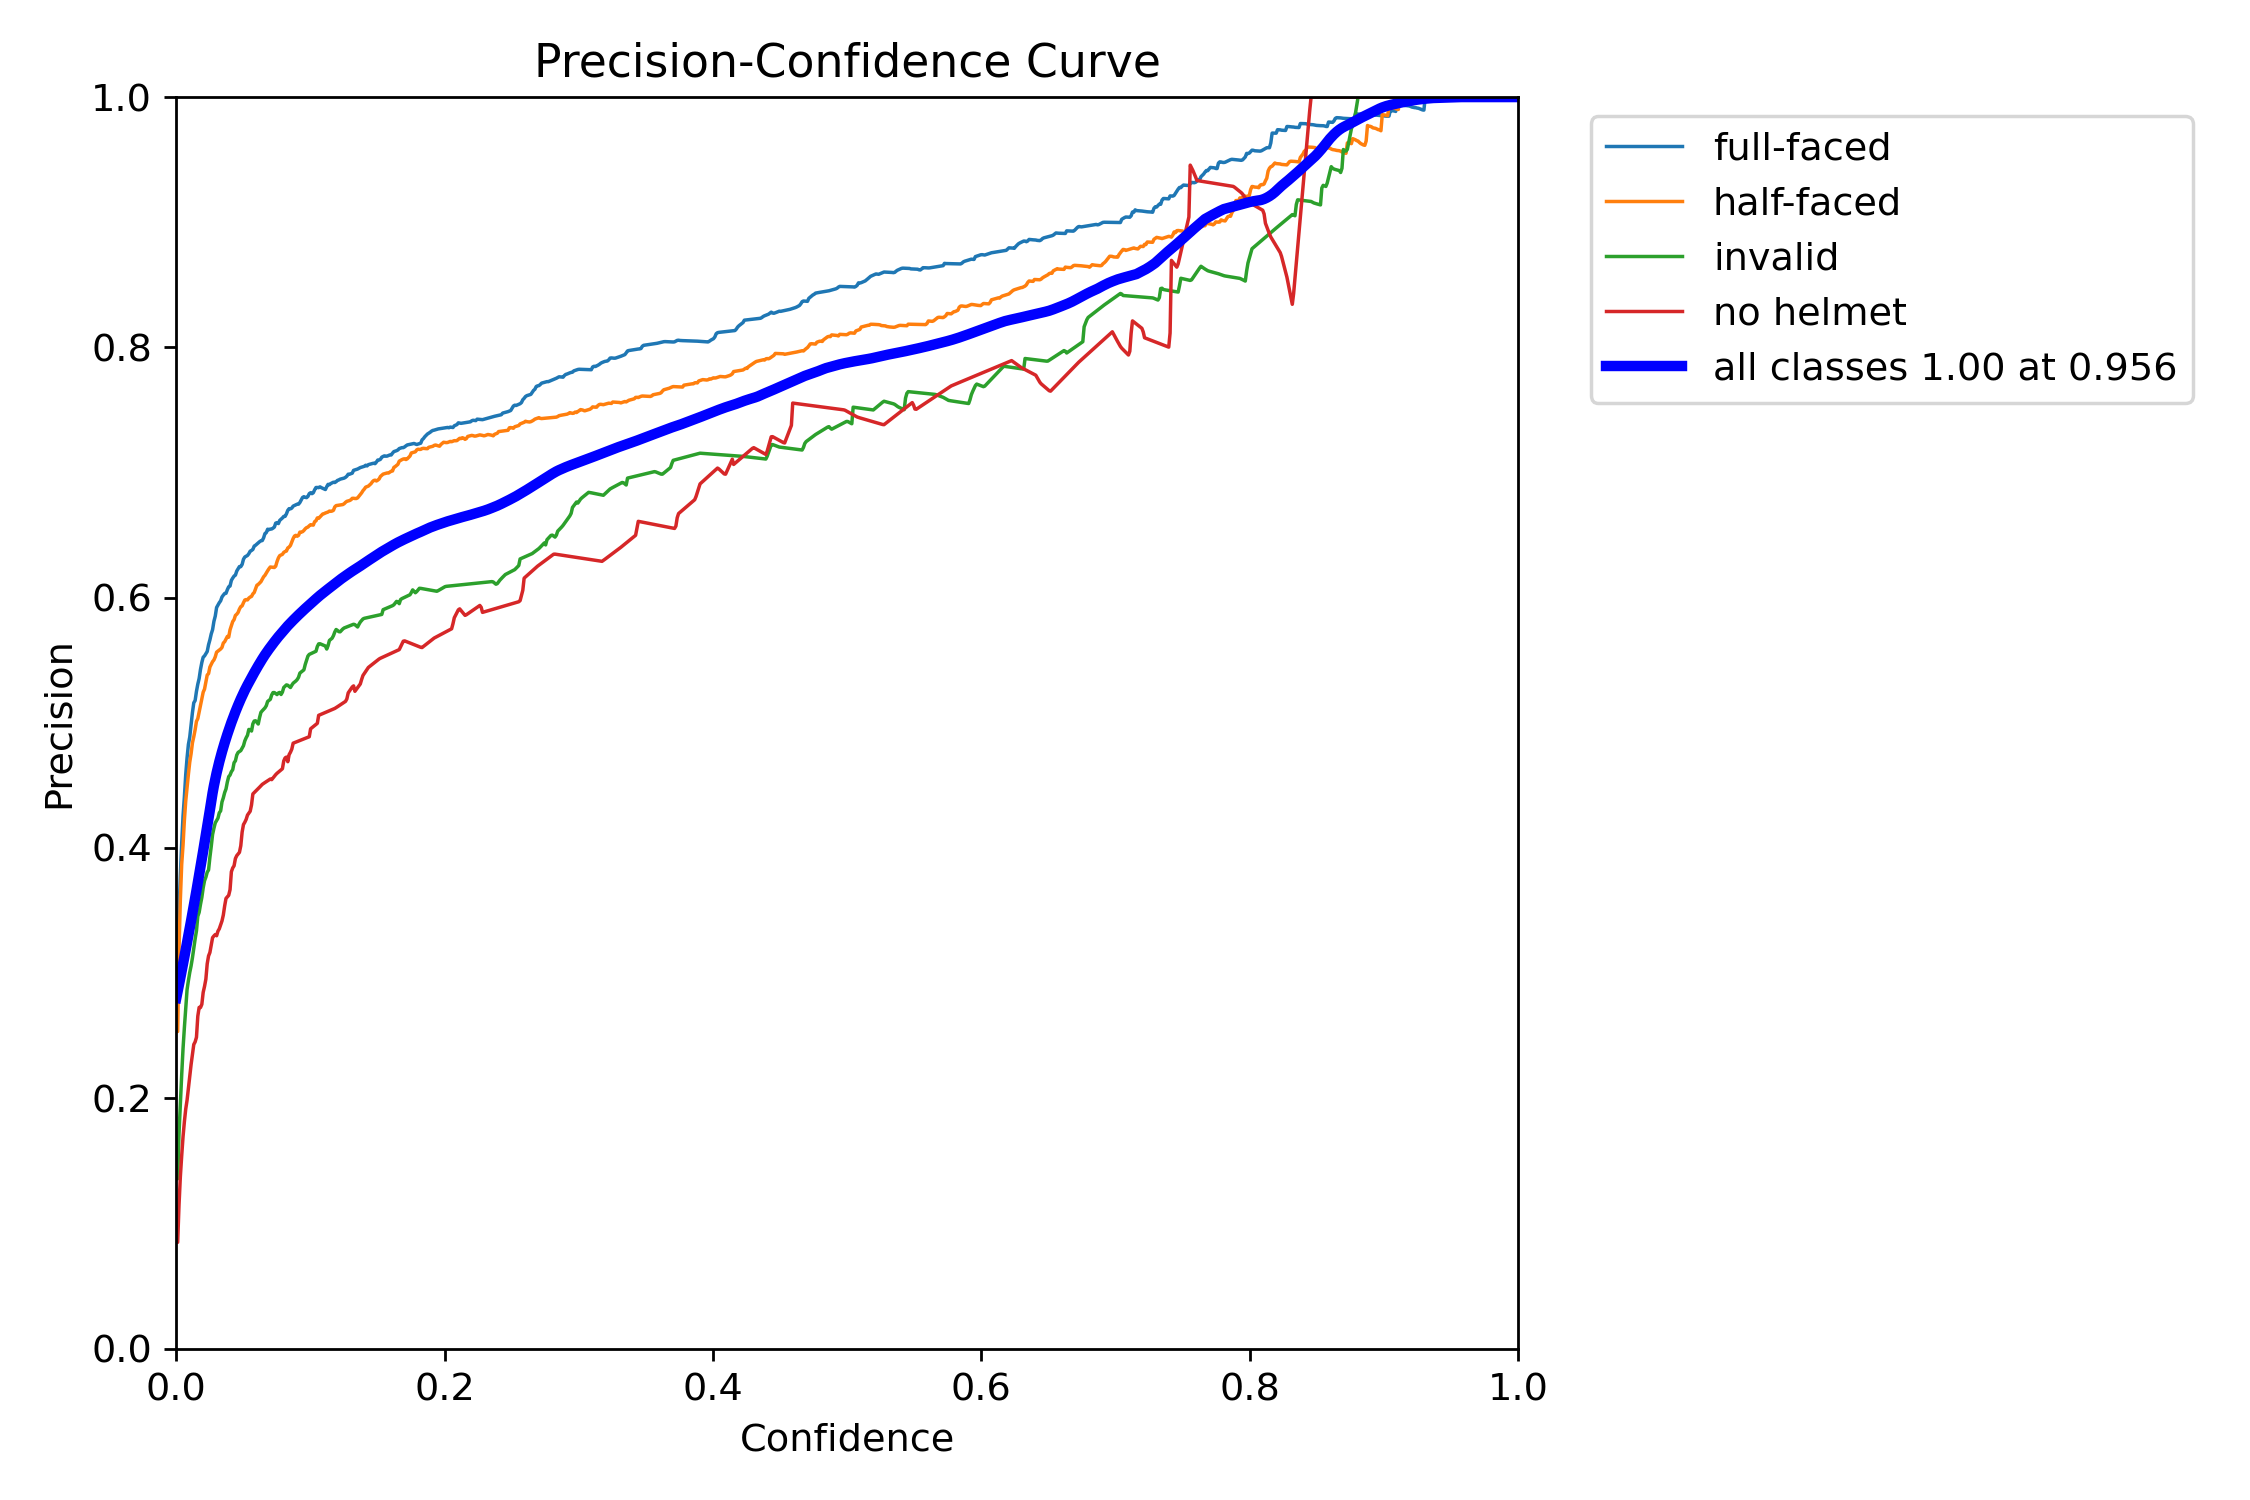 Precision-Confidence Curve
1.0
0.8
0.6
0.4
0.2
0.0
Precision
0.0 0.2 0.4 0.6 0.8 1.0
Confidence
full-faced
half-faced
invalid
no helmet
all classes 1.00 at 0.956